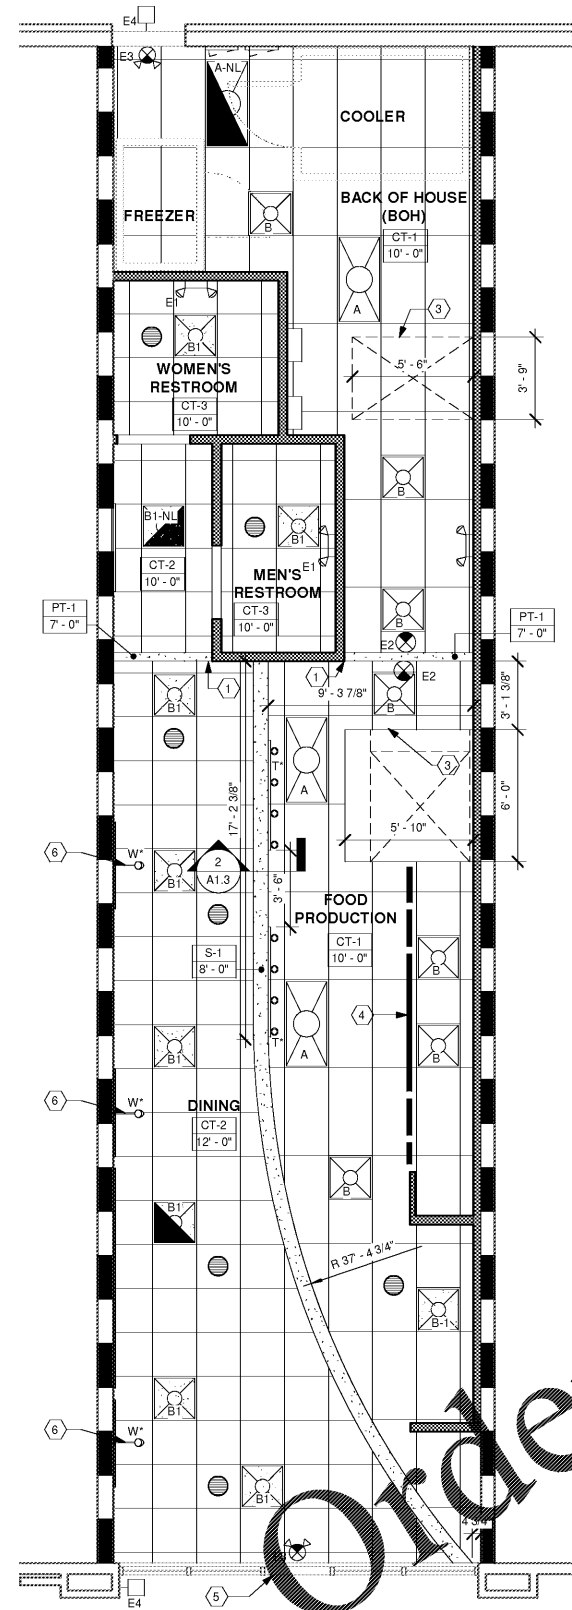 E4
E3
A-NL
COOLER
BACK OF HOUSE
(BOH)
CT-1
10' - 0"
FREEZER
B
A
E1
3
B1
5' - 6"
3' - 9"
WOMEN'S
RESTROOM
CT-3
10' - 0"
B
B1-NL
B1
E1
CT-2
10' - 0"
MEN'S
RESTROOM
CT-3
10' - 0"
B
PT-1
7' - 0"
PT-1
7' - 0"
E2
1
1
E2
9' - 3 7/8"
3' - 1 3/8"
B1
B
T*
A
3
6' - 0"
17' - 2 3/8"
5' - 10"
6
W*
2
A1.3
B1
3' - 6"
FOOD
PRODUCTION
CT-1
10' - 0"
S-1
8' - 0"
B
4
B1
T*
A
B
6
W*
DINING
CT-2
12' - 0"
B
B1
R 37' - 4 3/4"
B-1
B1
6
W*
B1
Orde
4 3/4"
5
E4